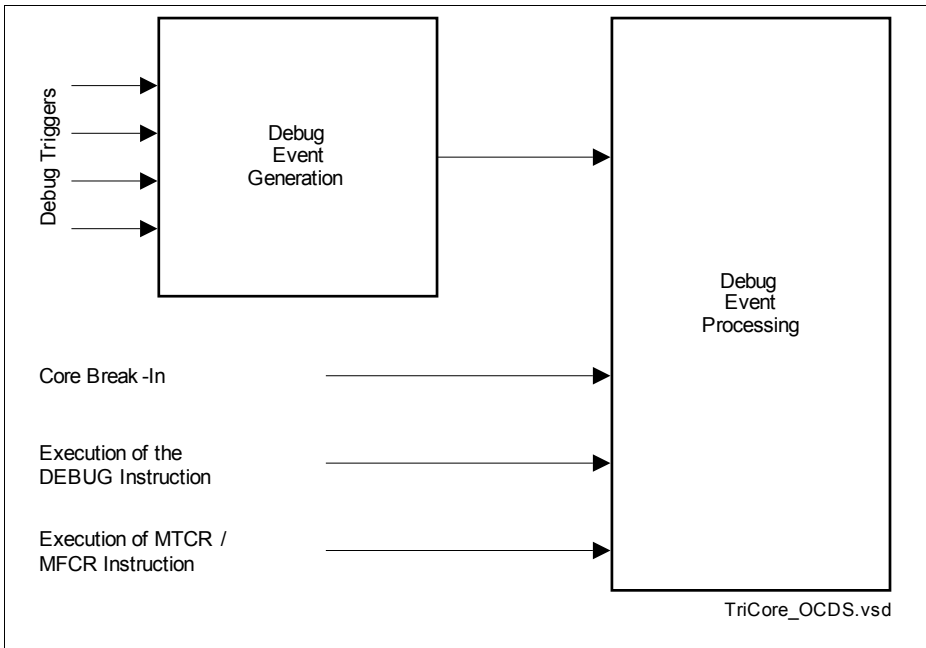 Debug Triggers
Debug
Event
Generation
Debug
Event
Processing
Core Break-In
Execution of the
DEBUG Instruction
Execution of MTCR /
MFCR Instruction
TriCore_OCDS.vsd